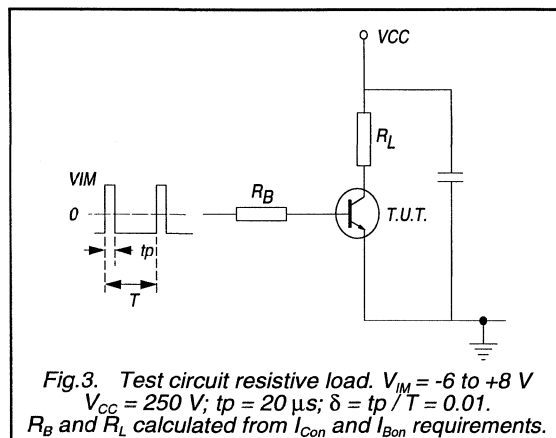 VCC
R_L
VIM
R_B
0
T.U.T.
tp
T
Fig.3. Test circuit resistive load. V_IM = -6 to +8 V
V_CC = 250 V; tp = 20 μs; δ = tp / T = 0.01.
R_B and R_L calculated from I_Con and I_Bon requirements.